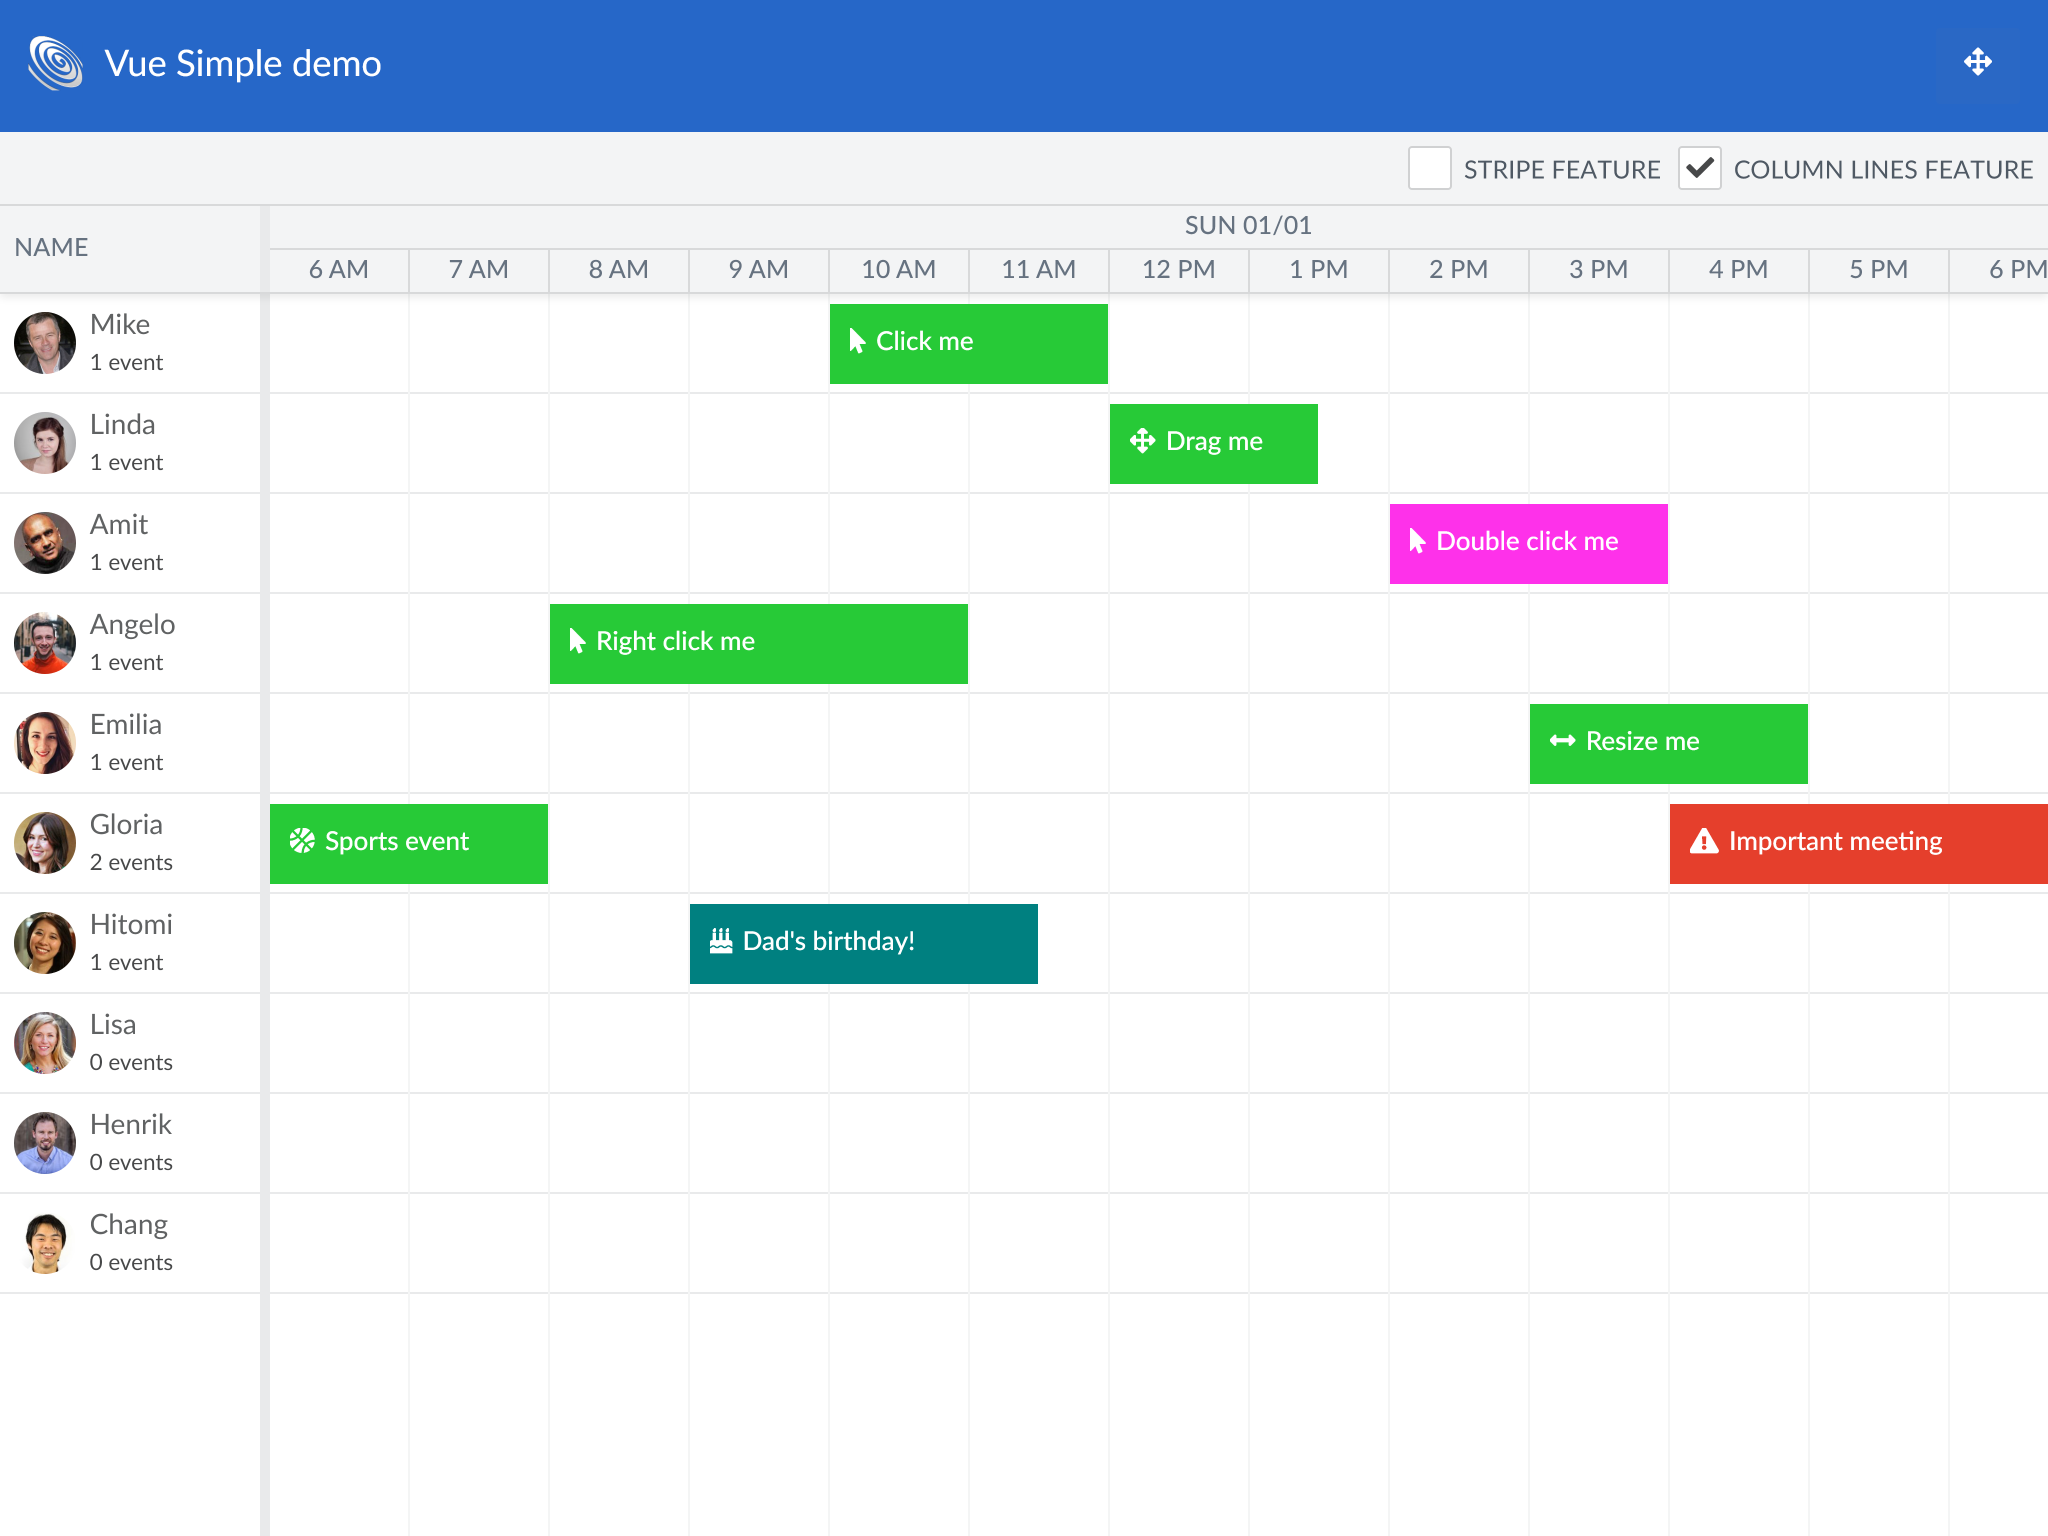 Vue Simple demo
STRIPE FEATURE COLUMN LINES FEATURE
NAME
SUN 01/01
6 AM 7 AM 8 AM 9 AM 10 AM 11 AM 12 PM 1 PM 2 PM 3 PM 4 PM 5 PM 6 PM
Mike
1 event
Click me
Linda
1 event
Drag me
Amit
1 event
Double click me
Angelo
1 event
Right click me
Emilia
1 event
Resize me
Gloria
2 events
Sports event
Important meeting
Hitomi
1 event
Dad's birthday!
Lisa
0 events
Henrik
0 events
Chang
0 events